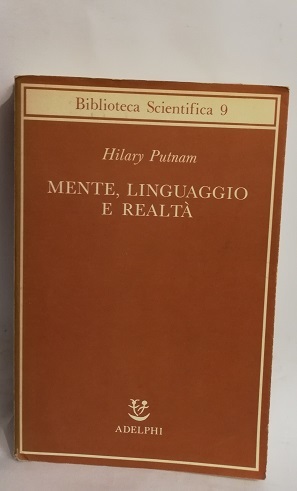 Biblioteca Scientifica 9
Hilary Putnam
MENTE, LINGUAGGIO
E REALTÀ
ADELPHI